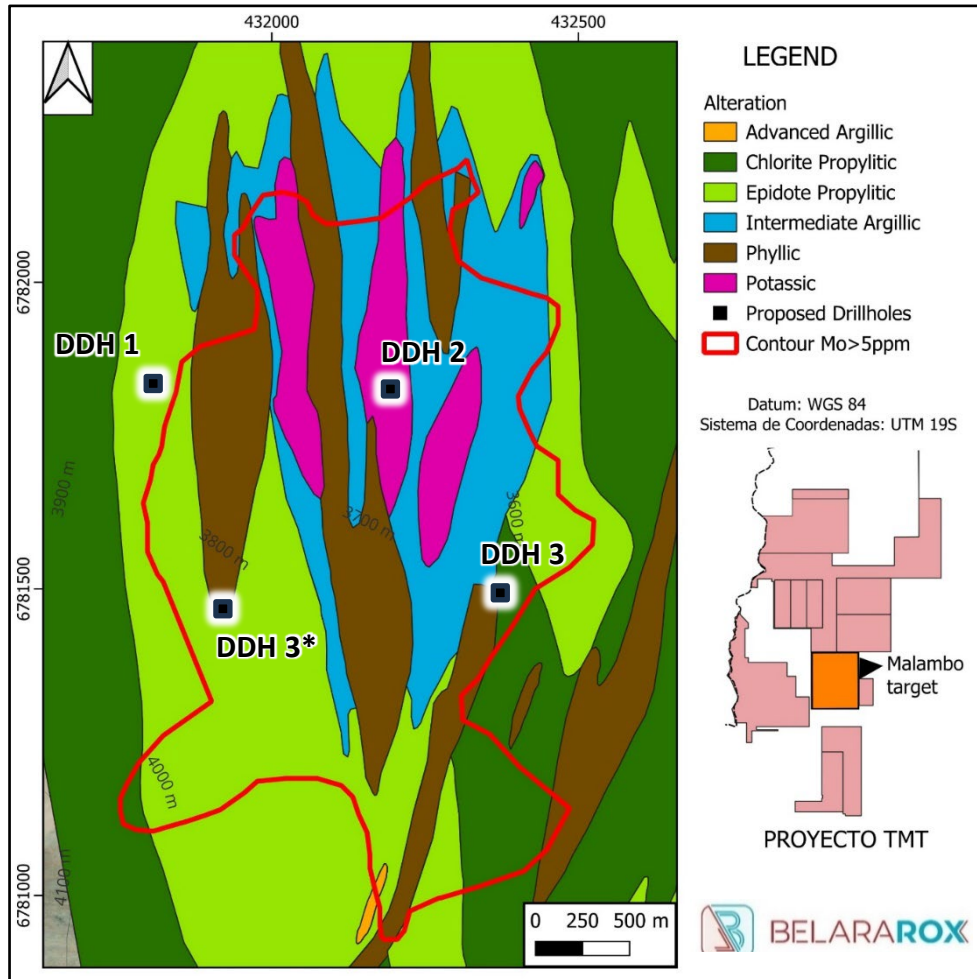 432000
432500
LEGEND
Alteration
Advanced Argillic
Chlorite Propylitic
Epidote Propylitic
Intermediate Argillic
Phyllic
Potassic
Proposed Drillholes
Contour Mo>5ppm
Datum: WGS 84
Sistema de Coordenadas: UTM 19S
6782000
6781500
6781000
DDH 1
DDH 2
DDH 3
DDH 3*
3900 m
3800 m
3700 m
3600 m
4000 m
4100 m
0 250 500 m
Malambo
target
PROYECTO TMT
BELARAROX